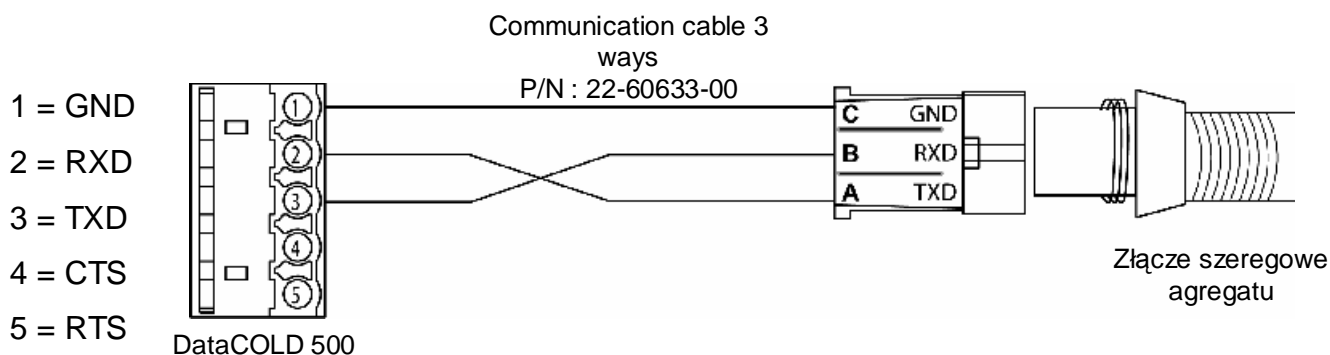 Communication cable 3
ways
P/N : 22-60633-00
1 = GND
2 = RXD
3 = TXD
4 = CTS
5 = RTS
1
2
3
4
5
DataCOLD 500
C GND
B RXD
A TXD
Złącze szeregowe
agregatu